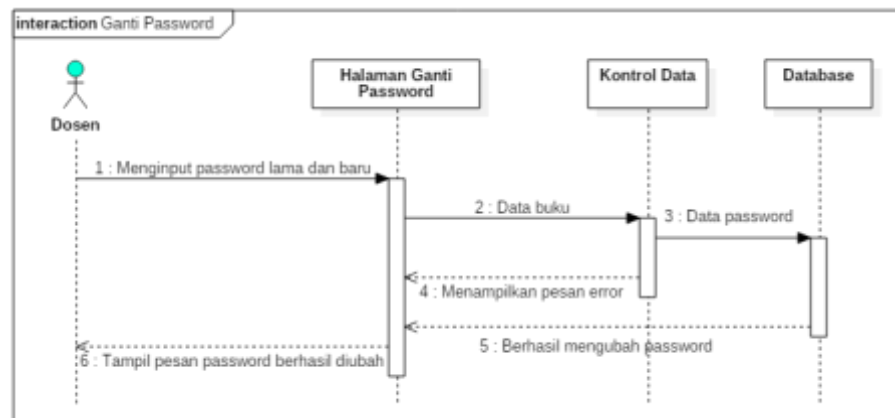 interaction Ganti Password
Halaman Ganti
Password
Kontrol Data
Database
Dosen
1 : Menginput password lama dan baru
2 : Data buku
3 : Data password
4 : Menampilkan pesan error
5 : Berhasil mengubah password
6 : Tampil pesan password berhasil diubah